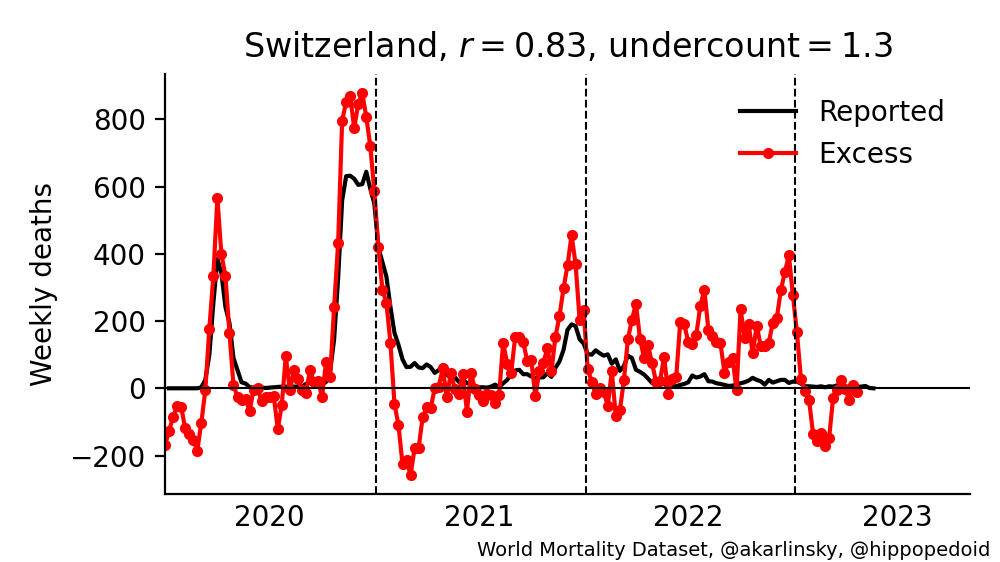 Switzerland, r = 0.83, undercount = 1.3
Reported
Excess
Weekly deaths
800
600
400
200
0
−200
2020 2021 2022 2023
World Mortality Dataset, @akarlinsky, @hippopedoid